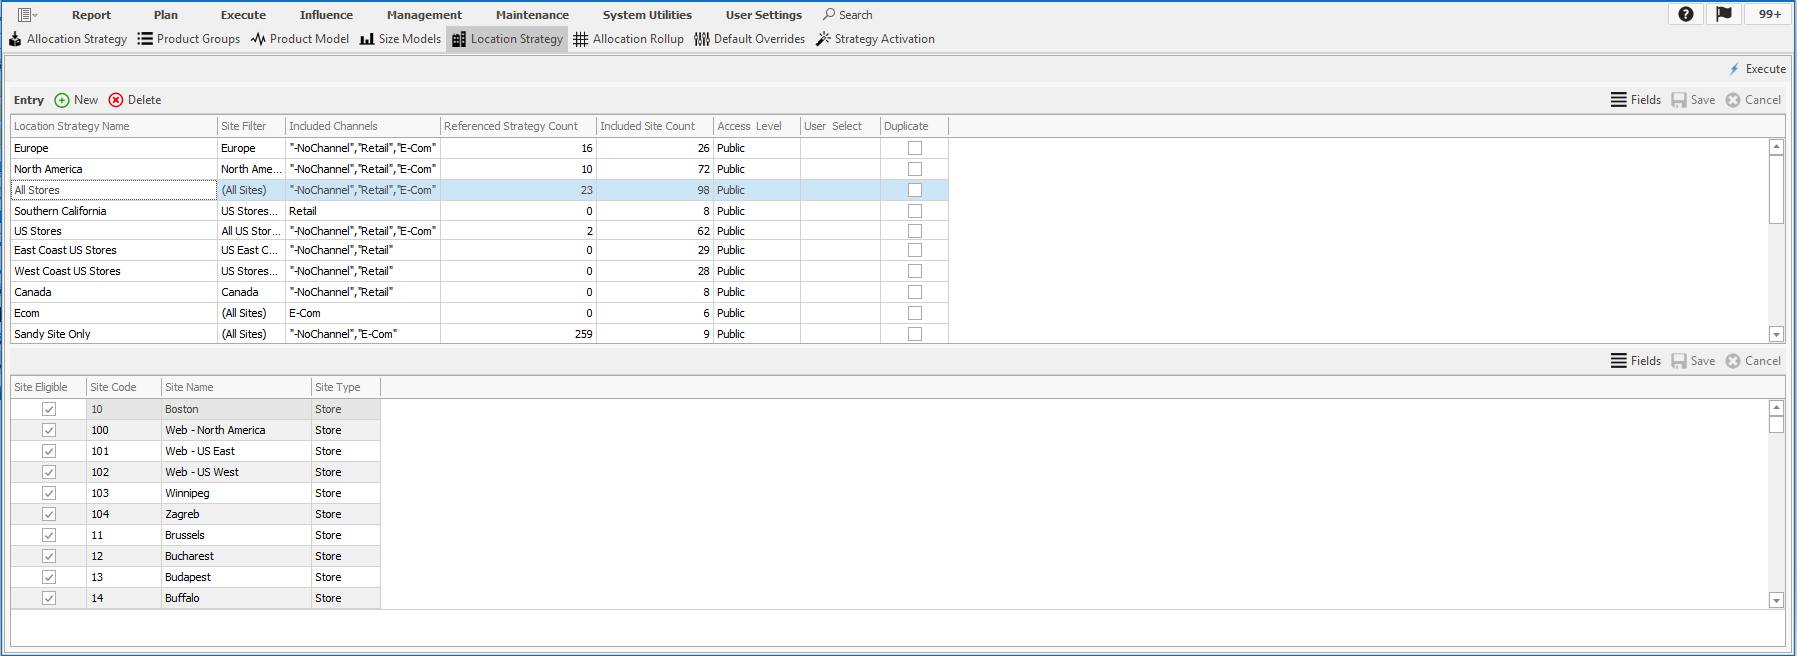 Report Plan Execute Influence Management Maintenance System Utilities User Settings Search 99+
Allocation Strategy Product Groups Product Model Size Models Location Strategy Allocation Rollup Default Overrides Strategy Activation
Execute
Entry New Delete Fields Save Cancel
Location Strategy Name Site Filter Included Channels Referenced Strategy Count Included Site Count Access Level User Select Duplicate
Europe Europe "-NoChannel","Retail","E-Com" 16 26 Public
North America North Ame... "-NoChannel","Retail","E-Com" 10 72 Public
All Stores (All Sites) "-NoChannel","Retail","E-Com" 23 98 Public
Southern California US Stores... Retail 0 8 Public
US Stores All US Stor... "-NoChannel","Retail","E-Com" 2 62 Public
East Coast US Stores US East C... "-NoChannel","Retail" 0 29 Public
West Coast US Stores US Stores... "-NoChannel","Retail" 0 28 Public
Canada Canada "-NoChannel","Retail" 0 8 Public
Ecom (All Sites) E-Com 0 6 Public
Sandy Site Only (All Sites) "-NoChannel","E-Com" 259 9 Public
Fields Save Cancel
Site Eligible Site Code Site Name Site Type
10 Boston Store
100 Web - North America Store
101 Web - US East Store
102 Web - US West Store
103 Winnipeg Store
104 Zagreb Store
11 Brussels Store
12 Bucharest Store
13 Budapest Store
14 Buffalo Store